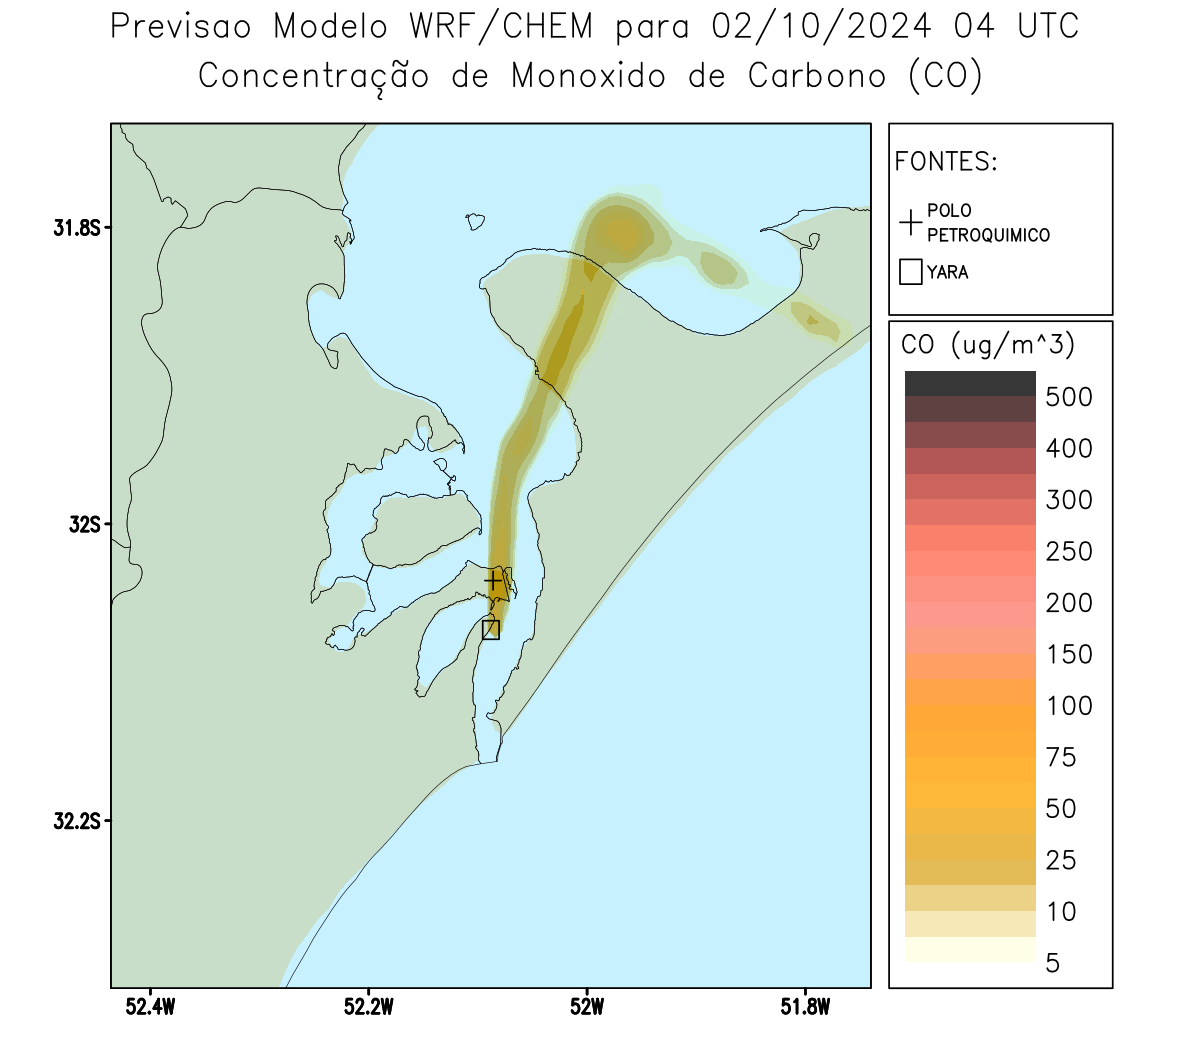 Previsao Modelo WRF/CHEM para 02/10/2024 04 UTC
Concentração de Monoxido de Carbono (CO)
FONTES:
POLO
PETROQUIMICO
YARA
CO (ug/m^3)
500
400
300
250
200
150
100
75
50
25
10
5
31.8S
32S
32.2S
52.4W
52.2W
52W
51.8W